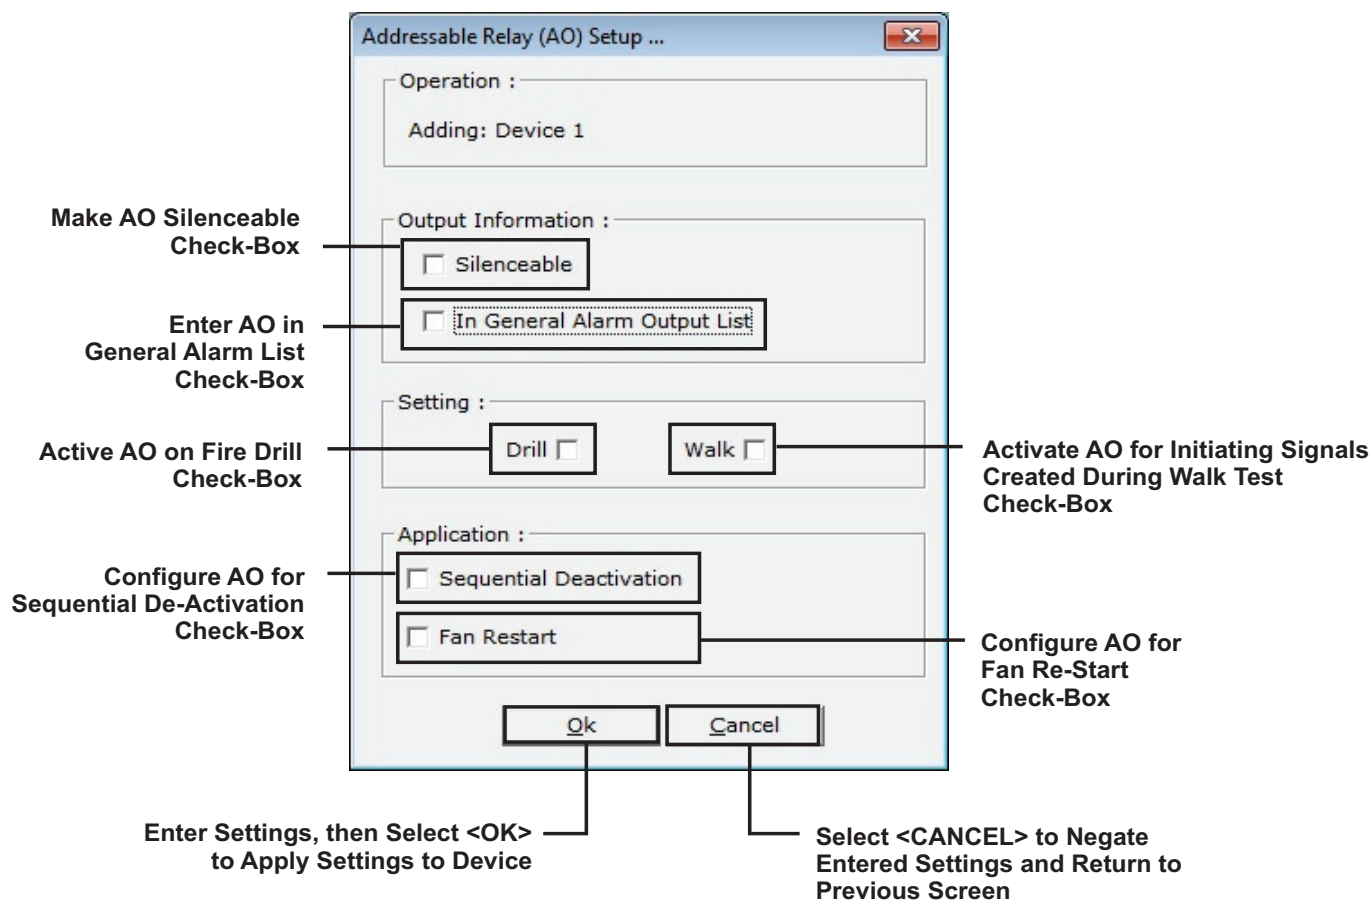 Addressable Relay (AO) Setup ...
Operation :
Adding: Device 1
Make AO Silenceable
Check-Box
Output Information :
Silenceable
Enter AO in
General Alarm List
Check-Box
In General Alarm Output List
Setting :
Active AO on Fire Drill
Check-Box
Drill
Walk
Activate AO for Initiating Signals
Created During Walk Test
Check-Box
Application :
Configure AO for
Sequential De-Activation
Check-Box
Sequential Deactivation
Fan Restart
Configure AO for
Fan Re-Start
Check-Box
Ok
Cancel
Enter Settings, then Select <OK>
to Apply Settings to Device
Select <CANCEL> to Negate
Entered Settings and Return to
Previous Screen